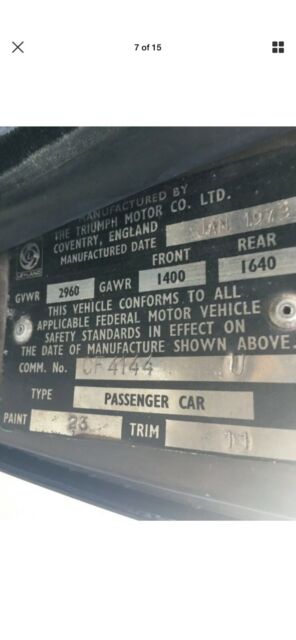 7 of 15
MANUFACTURED BY
THE TRIUMPH MOTOR CO. LTD.
COVENTRY, ENGLAND
MANUFACTURED DATE JAN 1973
FRONT REAR
GVWR 2960 GAWR 1400 1640
THIS VEHICLE CONFORMS TO ALL
APPLICABLE FEDERAL MOTOR VEHICLE
SAFETY STANDARDS IN EFFECT ON
THE DATE OF MANUFACTURE SHOWN ABOVE.
COMM. No. CF4144 U
TYPE PASSENGER CAR
PAINT 23 TRIM 11